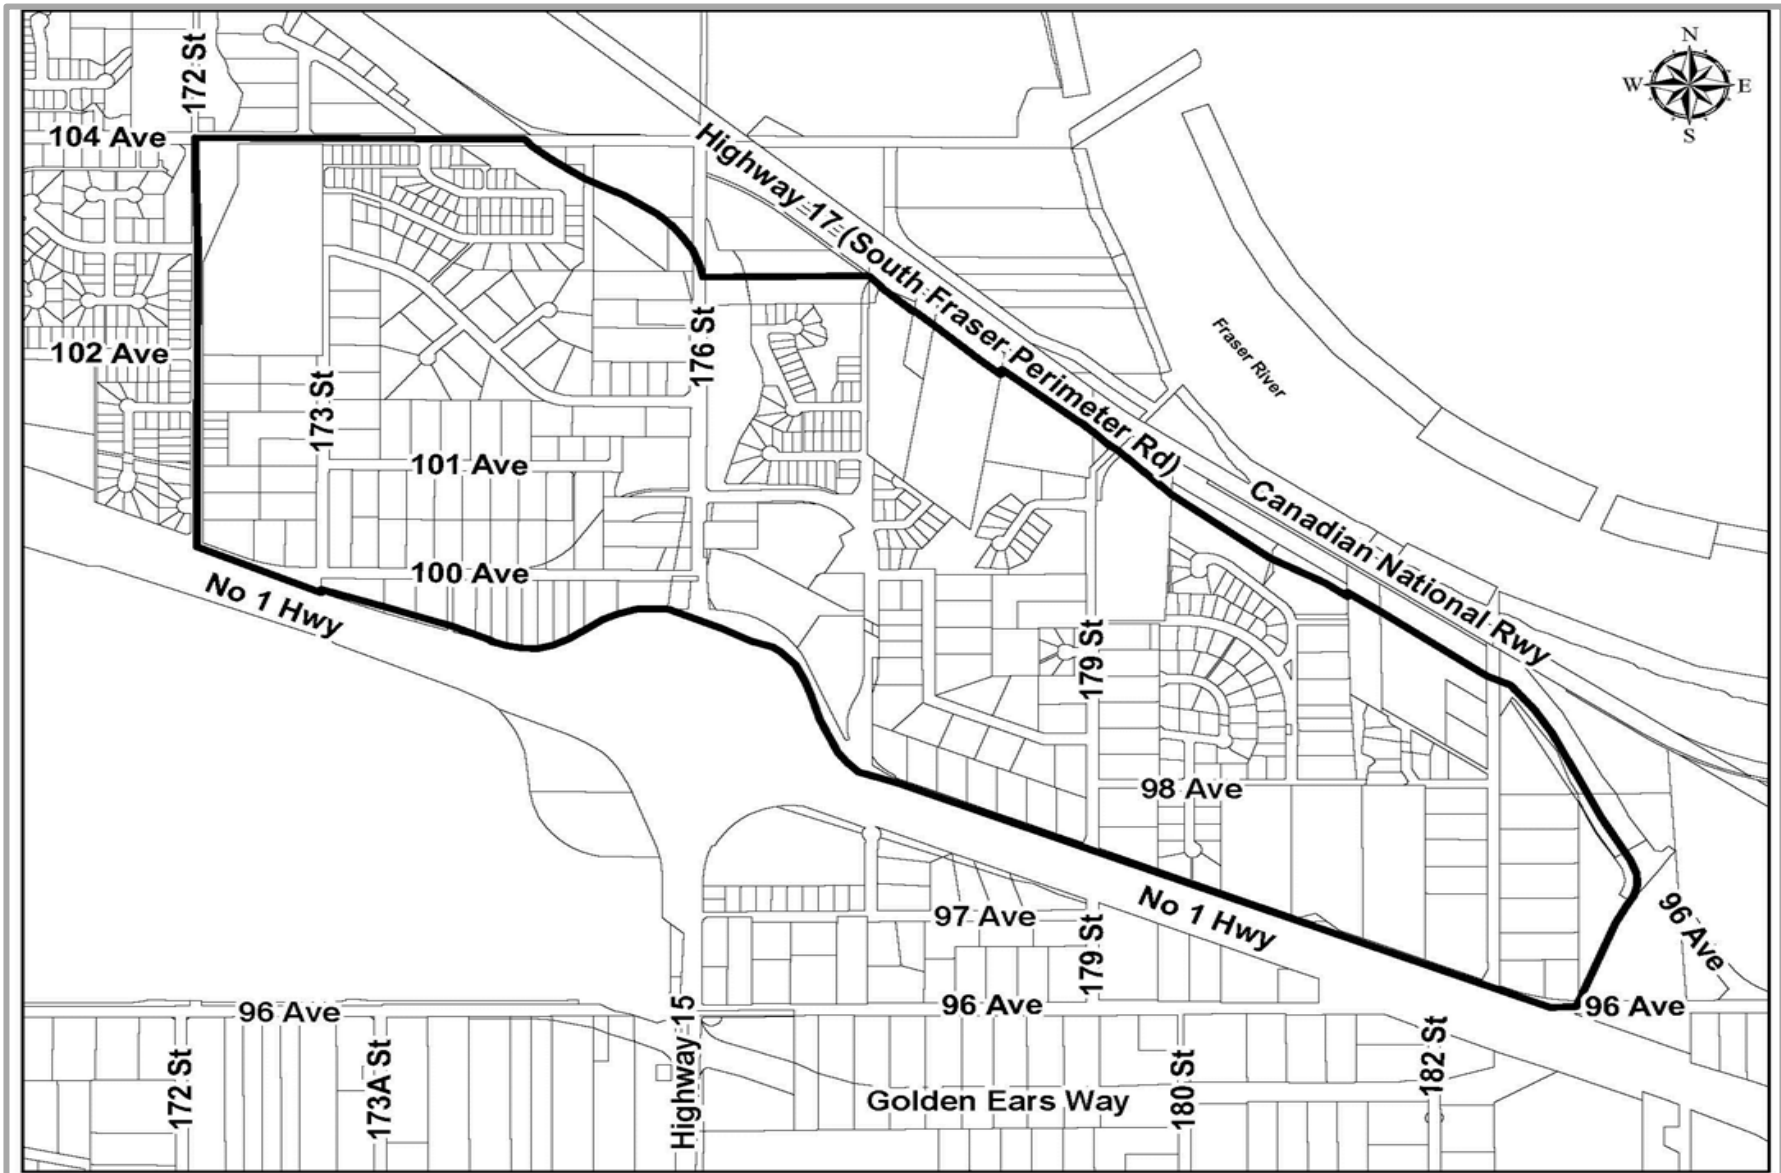 N
172 St
W E
S
104 Ave
Highway 17 (South Fraser Perimeter Rd)
Fraser River
102 Ave
176 St
173 St
101 Ave
Canadian National Rwy
100 Ave
No 1 Hwy
179 St
98 Ave
97 Ave
No 1 Hwy
179 St
96 Ave
96 Ave
96 Ave
96 Ave
Highway 15
172 St
173A St
180 St
182 St
Golden Ears Way